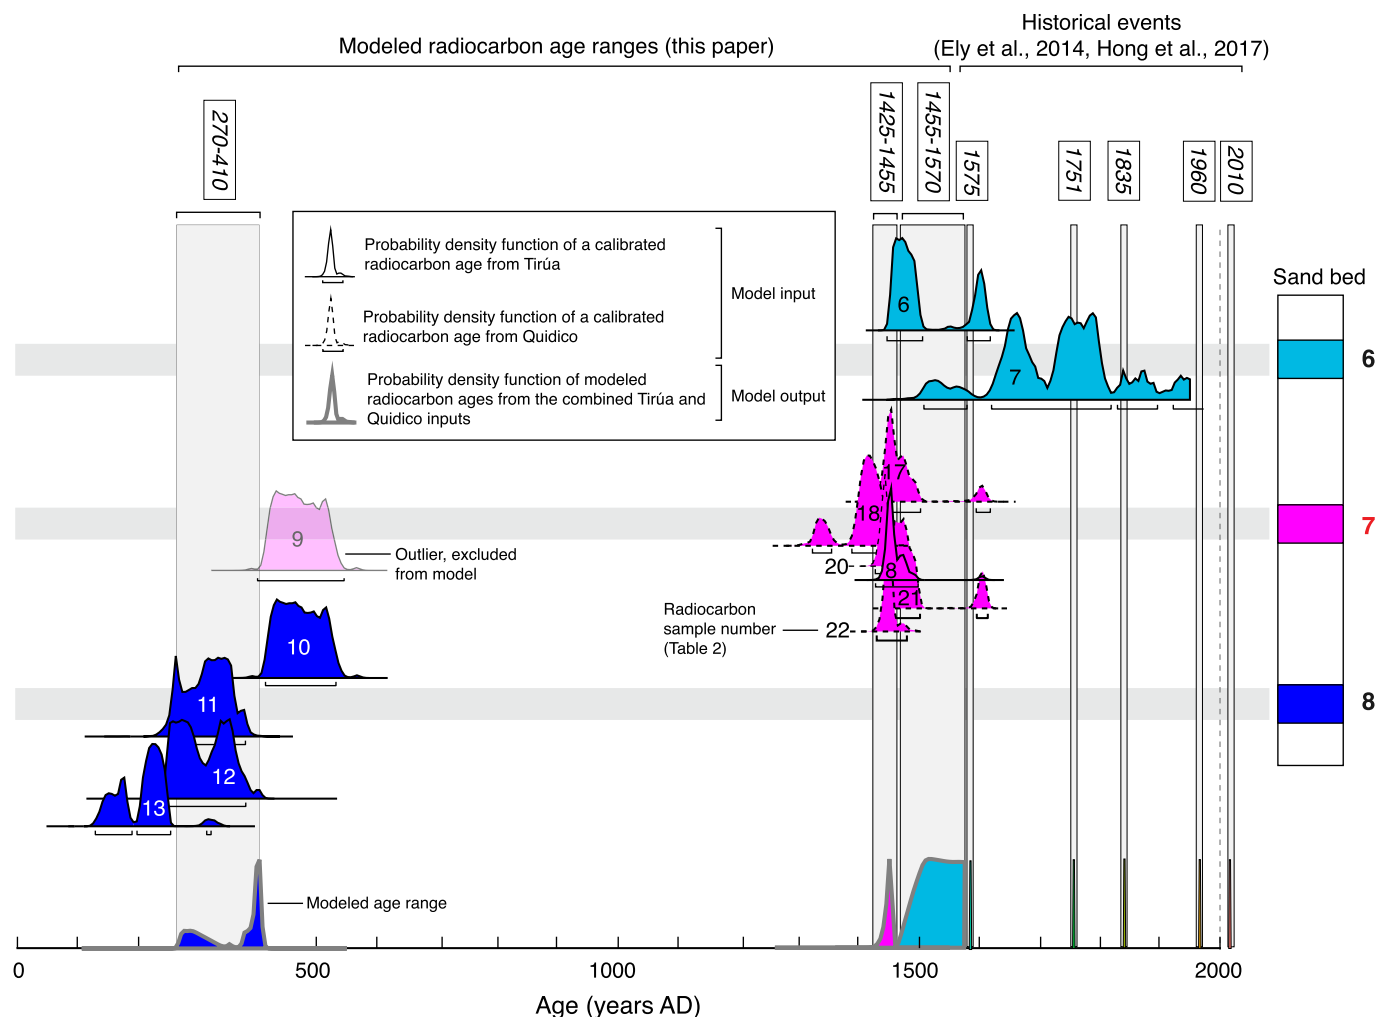 Historical events
Modeled radiocarbon age ranges (this paper)
(Ely et al., 2014, Hong et al., 2017)
270-410
1425-1455
1455-1570
1575
1751
1835
1960
2010
Probability density function of a calibrated
radiocarbon age from Tirúa
Probability density function of a calibrated
radiocarbon age from Quidico
Probability density function of modeled
radiocarbon ages from the combined Tirúa and
Quidico inputs
Model input
Model output
Sand bed
6
7
8
6
7
17
18
20
8
21
22
Radiocarbon
sample number
(Table 2)
9
Outlier, excluded
from model
10
11
12
13
Modeled age range
0
500
1000
1500
2000
Age (years AD)